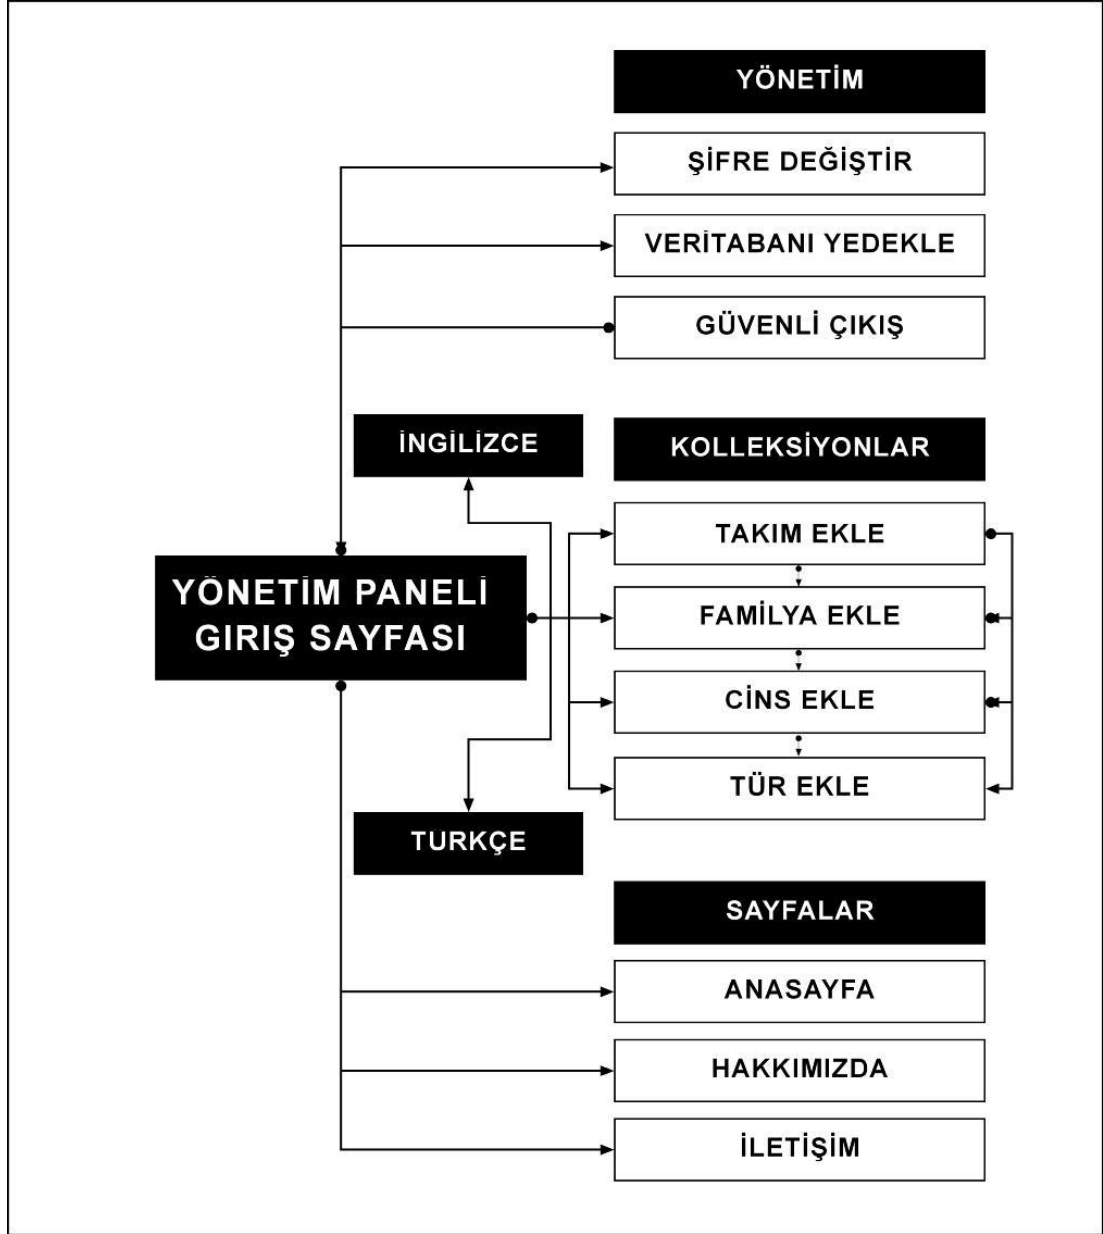 YÖNETİM
ŞİFRE DEĞİŞTİR
VERİTABANI YEDEKLE
GÜVENLİ ÇIKIŞ
İNGİLİZCE
KOLLEKSİYONLAR
TAKIM EKLE
YÖNETİM PANELİ
GIRIŞ SAYFASI
FAMİLYA EKLE
CİNS EKLE
TÜR EKLE
TÜRKÇE
SAYFALAR
ANASAYFA
HAKKIMIZDA
İLETİŞİM